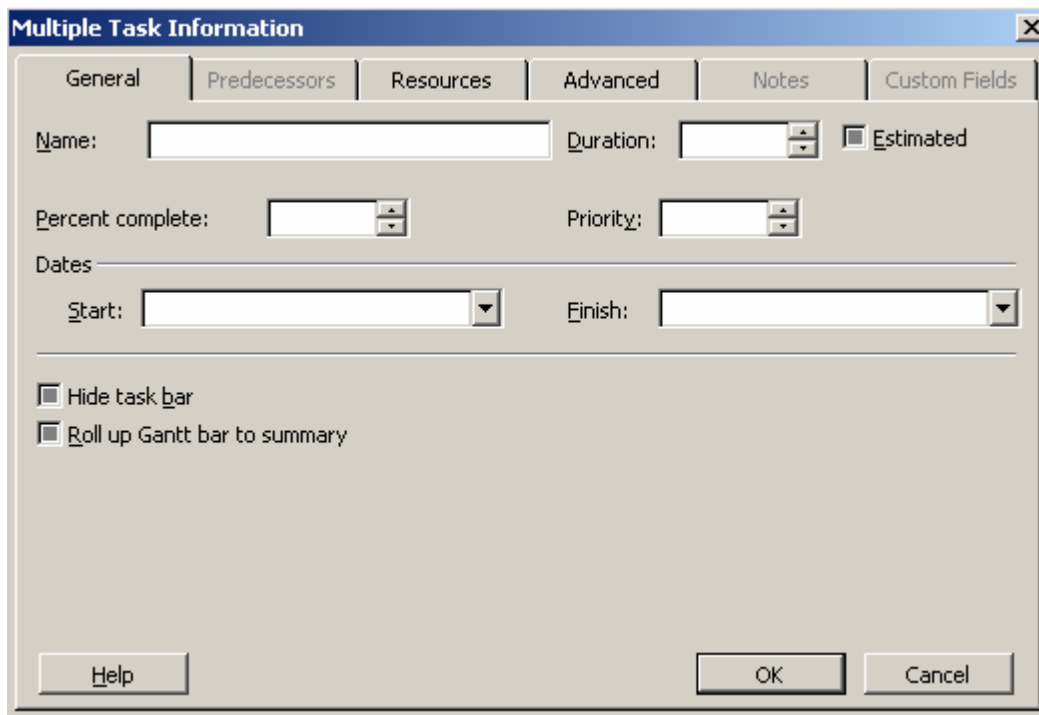 Multiple Task Information
General Predecessors Resources Advanced Notes Custom Fields
Name: Duration: Estimated
Percent complete: Priority:
Dates
Start: Finish:
Hide task bar
Roll up Gantt bar to summary
Help OK Cancel